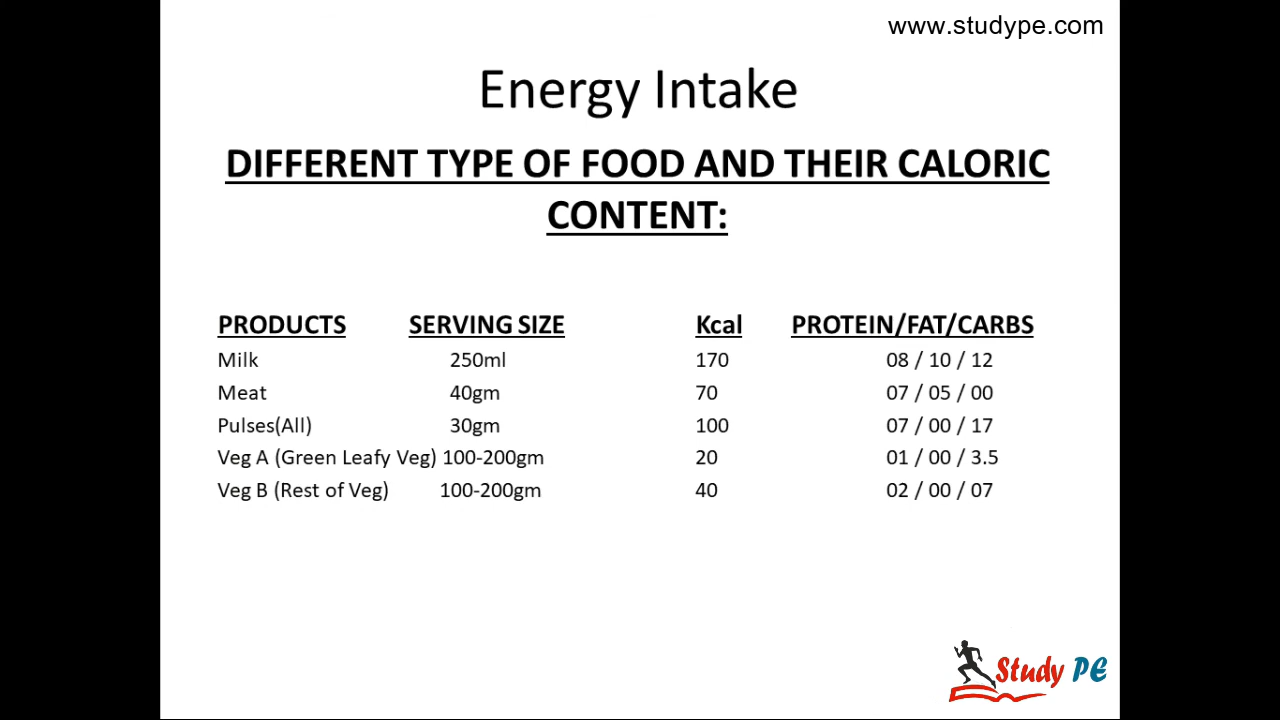 www.studype.com
Energy Intake
DIFFERENT TYPE OF FOOD AND THEIR CALORIC
CONTENT:
PRODUCTS SERVING SIZE Kcal PROTEIN/FAT/CARBS
Milk 250ml 170 08 / 10 / 12
Meat 40gm 70 07 / 05 / 00
Pulses(All) 30gm 100 07 / 00 / 17
Veg A (Green Leafy Veg) 100-200gm 20 01 / 00 / 3.5
Veg B (Rest of Veg) 100-200gm 40 02 / 00 / 07
Study PE